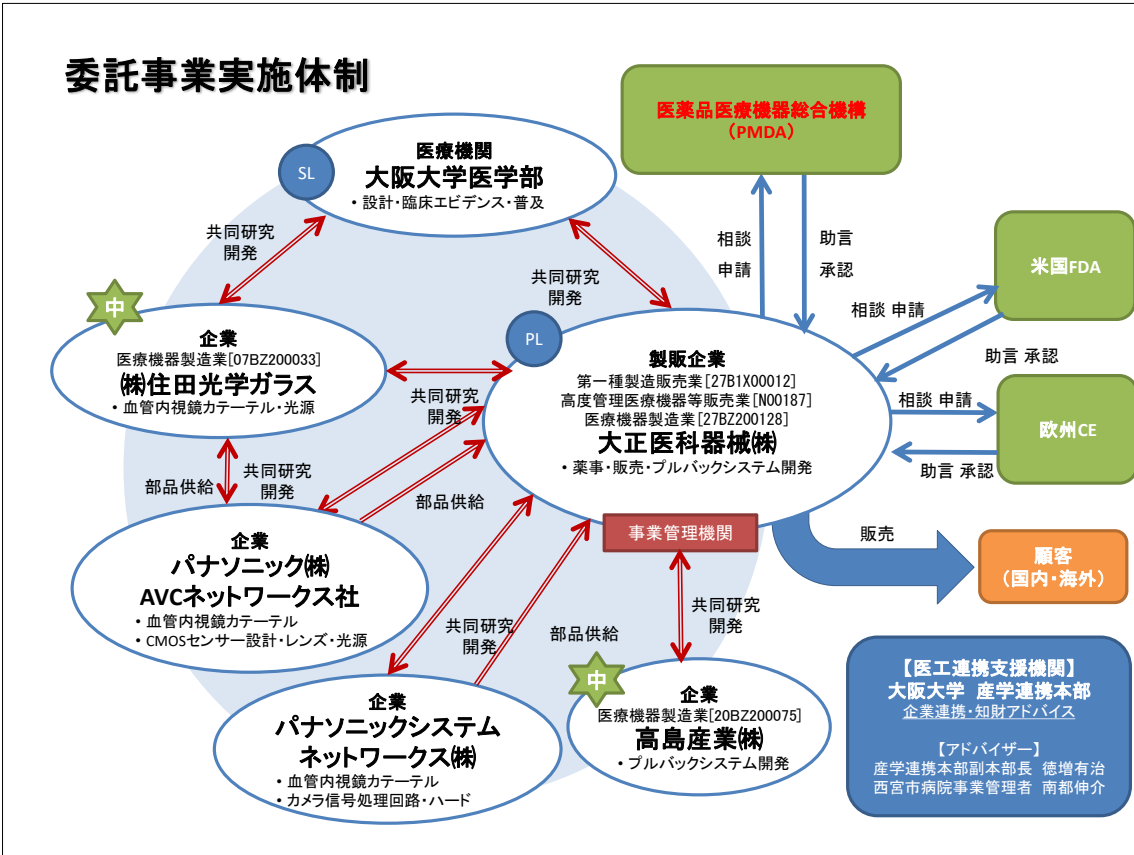 委託事業実施体制
医薬品医療機器総合機構
（PMDA）
SL
医療機関
大阪大学医学部
・設計・臨床エビデンス・普及
相談
申請
助言
承認
米国FDA
共同研究
開発
共同研究
開発
相談 申請
助言 承認
中
企業
医療機器製造業[07BZ200033]
㈱住田光学ガラス
・血管内視鏡カテーテル・光源
共同研究
開発
PL
製販企業
第一種製造販売業[27B1X00012]
高度管理医療機器等販売業[N00187]
医療機器製造業[27BZ200128]
大正医科器械㈱
・薬事・販売・プルバックシステム開発
相談 申請
欧州CE
助言 承認
部品供給
共同研究
開発
部品供給
事業管理機関
販売
顧客
（国内・海外）
企業
パナソニック㈱
AVCネットワークス社
・血管内視鏡カテーテル
・CMOSセンサー設計・レンズ・光源
共同研究
開発
部品供給
共同研究
開発
企業
パナソニックシステム
ネットワークス㈱
・血管内視鏡カテーテル
・カメラ信号処理回路・ハード
中
企業
医療機器製造業[20BZ200075]
高島産業㈱
・プルバックシステム開発
【医工連携支援機関】
大阪大学 産学連携本部
企業連携・知財アドバイス
【アドバイザー】
産学連携本部副本部長 徳増有治
西宮市病院事業管理者 南都伸介